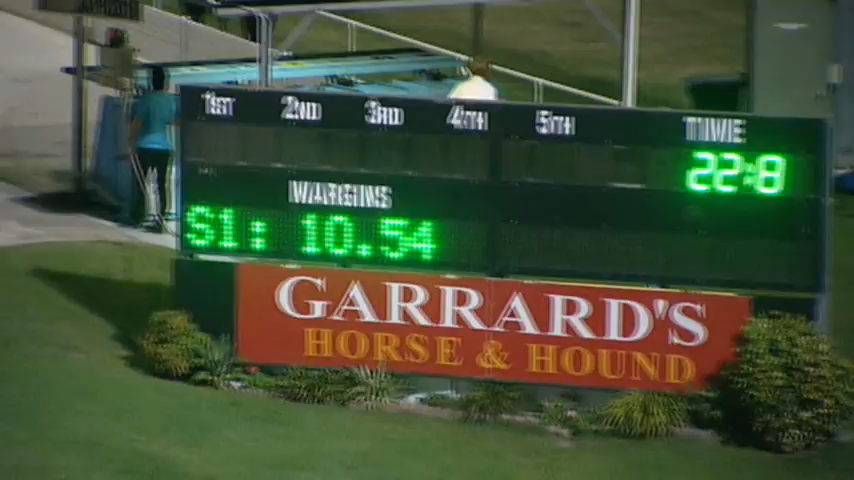 1ST 2ND 3RD 4TH 5TH TIME
22:8
MARGINS
S1: 10.54
GARRARD'S
HORSE & HOUND